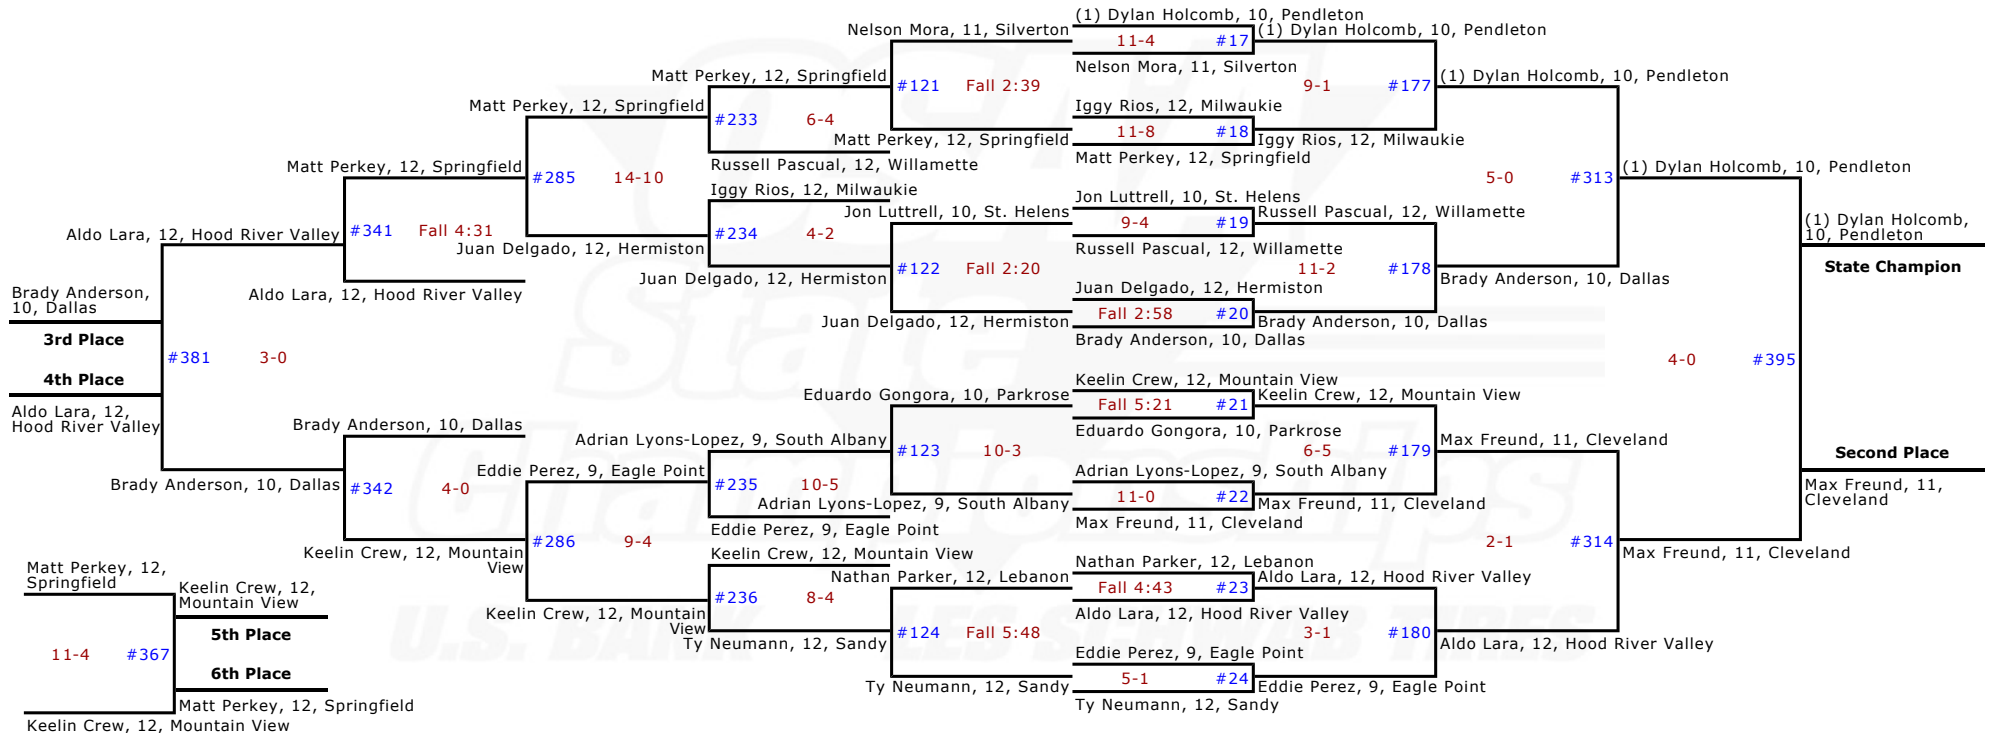 (1) Dylan Holcomb, 10, Pendleton
Nelson Mora, 11, Silverton
11-4 #17
(1) Dylan Holcomb, 10, Pendleton
Nelson Mora, 11, Silverton
Matt Perkey, 12, Springfield
#121 Fall 2:39
9-1 #177
(1) Dylan Holcomb, 10, Pendleton
Matt Perkey, 12, Springfield
Iggy Rios, 12, Milwaukie
#233 6-4
11-8 #18
Matt Perkey, 12, Springfield
Iggy Rios, 12, Milwaukie
Matt Perkey, 12, Springfield
Russell Pascual, 12, Willamette
Matt Perkey, 12, Springfield
(1) Dylan Holcomb, 10, Pendleton
#285 14-10
5-0 #313
Iggy Rios, 12, Milwaukie
Jon Luttrell, 10, St. Helens
Jon Luttrell, 10, St. Helens
Russell Pascual, 12, Willamette
9-4 #19
(1) Dylan Holcomb,
10, Pendleton
Aldo Lara, 12, Hood River Valley
#341 Fall 4:31
#234 4-2
Juan Delgado, 12, Hermiston
Russell Pascual, 12, Willamette
State Champion
#122 Fall 2:20
11-2 #178
Juan Delgado, 12, Hermiston
Brady Anderson, 10, Dallas
Juan Delgado, 12, Hermiston
Brady Anderson,
10, Dallas
Aldo Lara, 12, Hood River Valley
Fall 2:58 #20
Juan Delgado, 12, Hermiston
Brady Anderson, 10, Dallas
3rd Place
Brady Anderson, 10, Dallas
#381 3-0
4-0 #395
4th Place
Keelin Crew, 12, Mountain View
Eduardo Gongora, 10, Parkrose
Keelin Crew, 12, Mountain View
Aldo Lara, 12,
Hood River Valley
Fall 5:21 #21
Brady Anderson, 10, Dallas
Eduardo Gongora, 10, Parkrose
Adrian Lyons-Lopez, 9, South Albany
Max Freund, 11, Cleveland
#123 10-3
6-5 #179
Second Place
Eddie Perez, 9, Eagle Point
Adrian Lyons-Lopez, 9, South Albany
Brady Anderson, 10, Dallas
#342 4-0
#235 10-5
Max Freund, 11,
Cleveland
11-0 #22
Adrian Lyons-Lopez, 9, South Albany
Max Freund, 11, Cleveland
Max Freund, 11, Cleveland
Eddie Perez, 9, Eagle Point
#286 9-4
2-1 #314
Keelin Crew, 12, Mountain
View
Keelin Crew, 12, Mountain View
Max Freund, 11, Cleveland
Nathan Parker, 12, Lebanon
Matt Perkey, 12,
Springfield
Nathan Parker, 12, Lebanon
Aldo Lara, 12, Hood River Valley
Keelin Crew, 12,
Mountain View
#236 8-4
Fall 4:43 #23
Keelin Crew, 12, Mountain
View
Aldo Lara, 12, Hood River Valley
5th Place
#124 Fall 5:48
3-1 #180
Ty Neumann, 12, Sandy
Aldo Lara, 12, Hood River Valley
11-4 #367
Eddie Perez, 9, Eagle Point
6th Place
5-1 #24
Ty Neumann, 12, Sandy
Eddie Perez, 9, Eagle Point
Matt Perkey, 12, Springfield
Ty Neumann, 12, Sandy
Keelin Crew, 12, Mountain View
OSAA
State
Championships
U.S. BANK LES SCHWAB TIRES